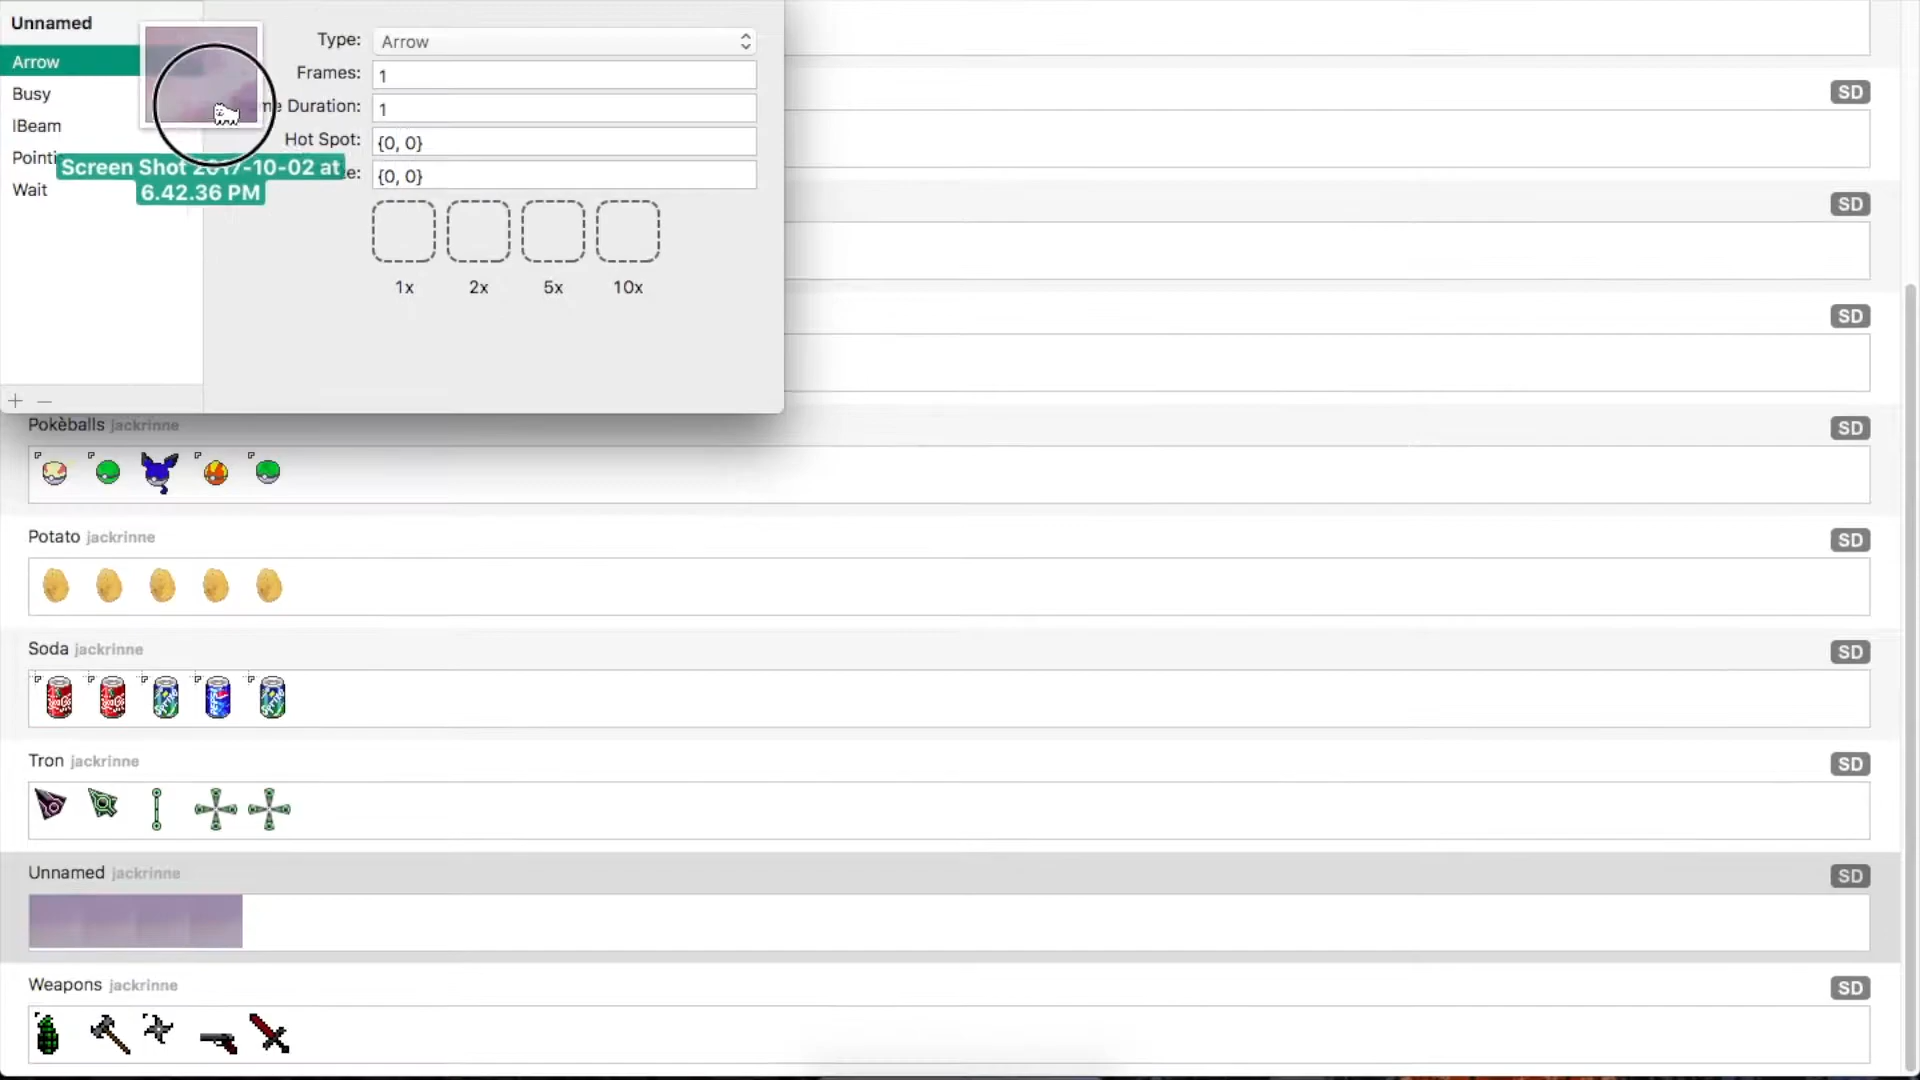 Unnamed
Arrow
Busy
IBeam
Pointi
Wait
Screen Shot 2017-10-02 at
6.42.36 PM
Type:
Arrow
Frames:
1
me Duration:
1
Hot Spot:
{0, 0}
e:
{0, 0}
1x
2x
5x
10x
SD
SD
SD
SD
Pokèballs jackrinne
SD
Potato jackrinne
SD
Soda jackrinne
SD
Tron jackrinne
SD
Unnamed jackrinne
SD
Weapons jackrinne
SD